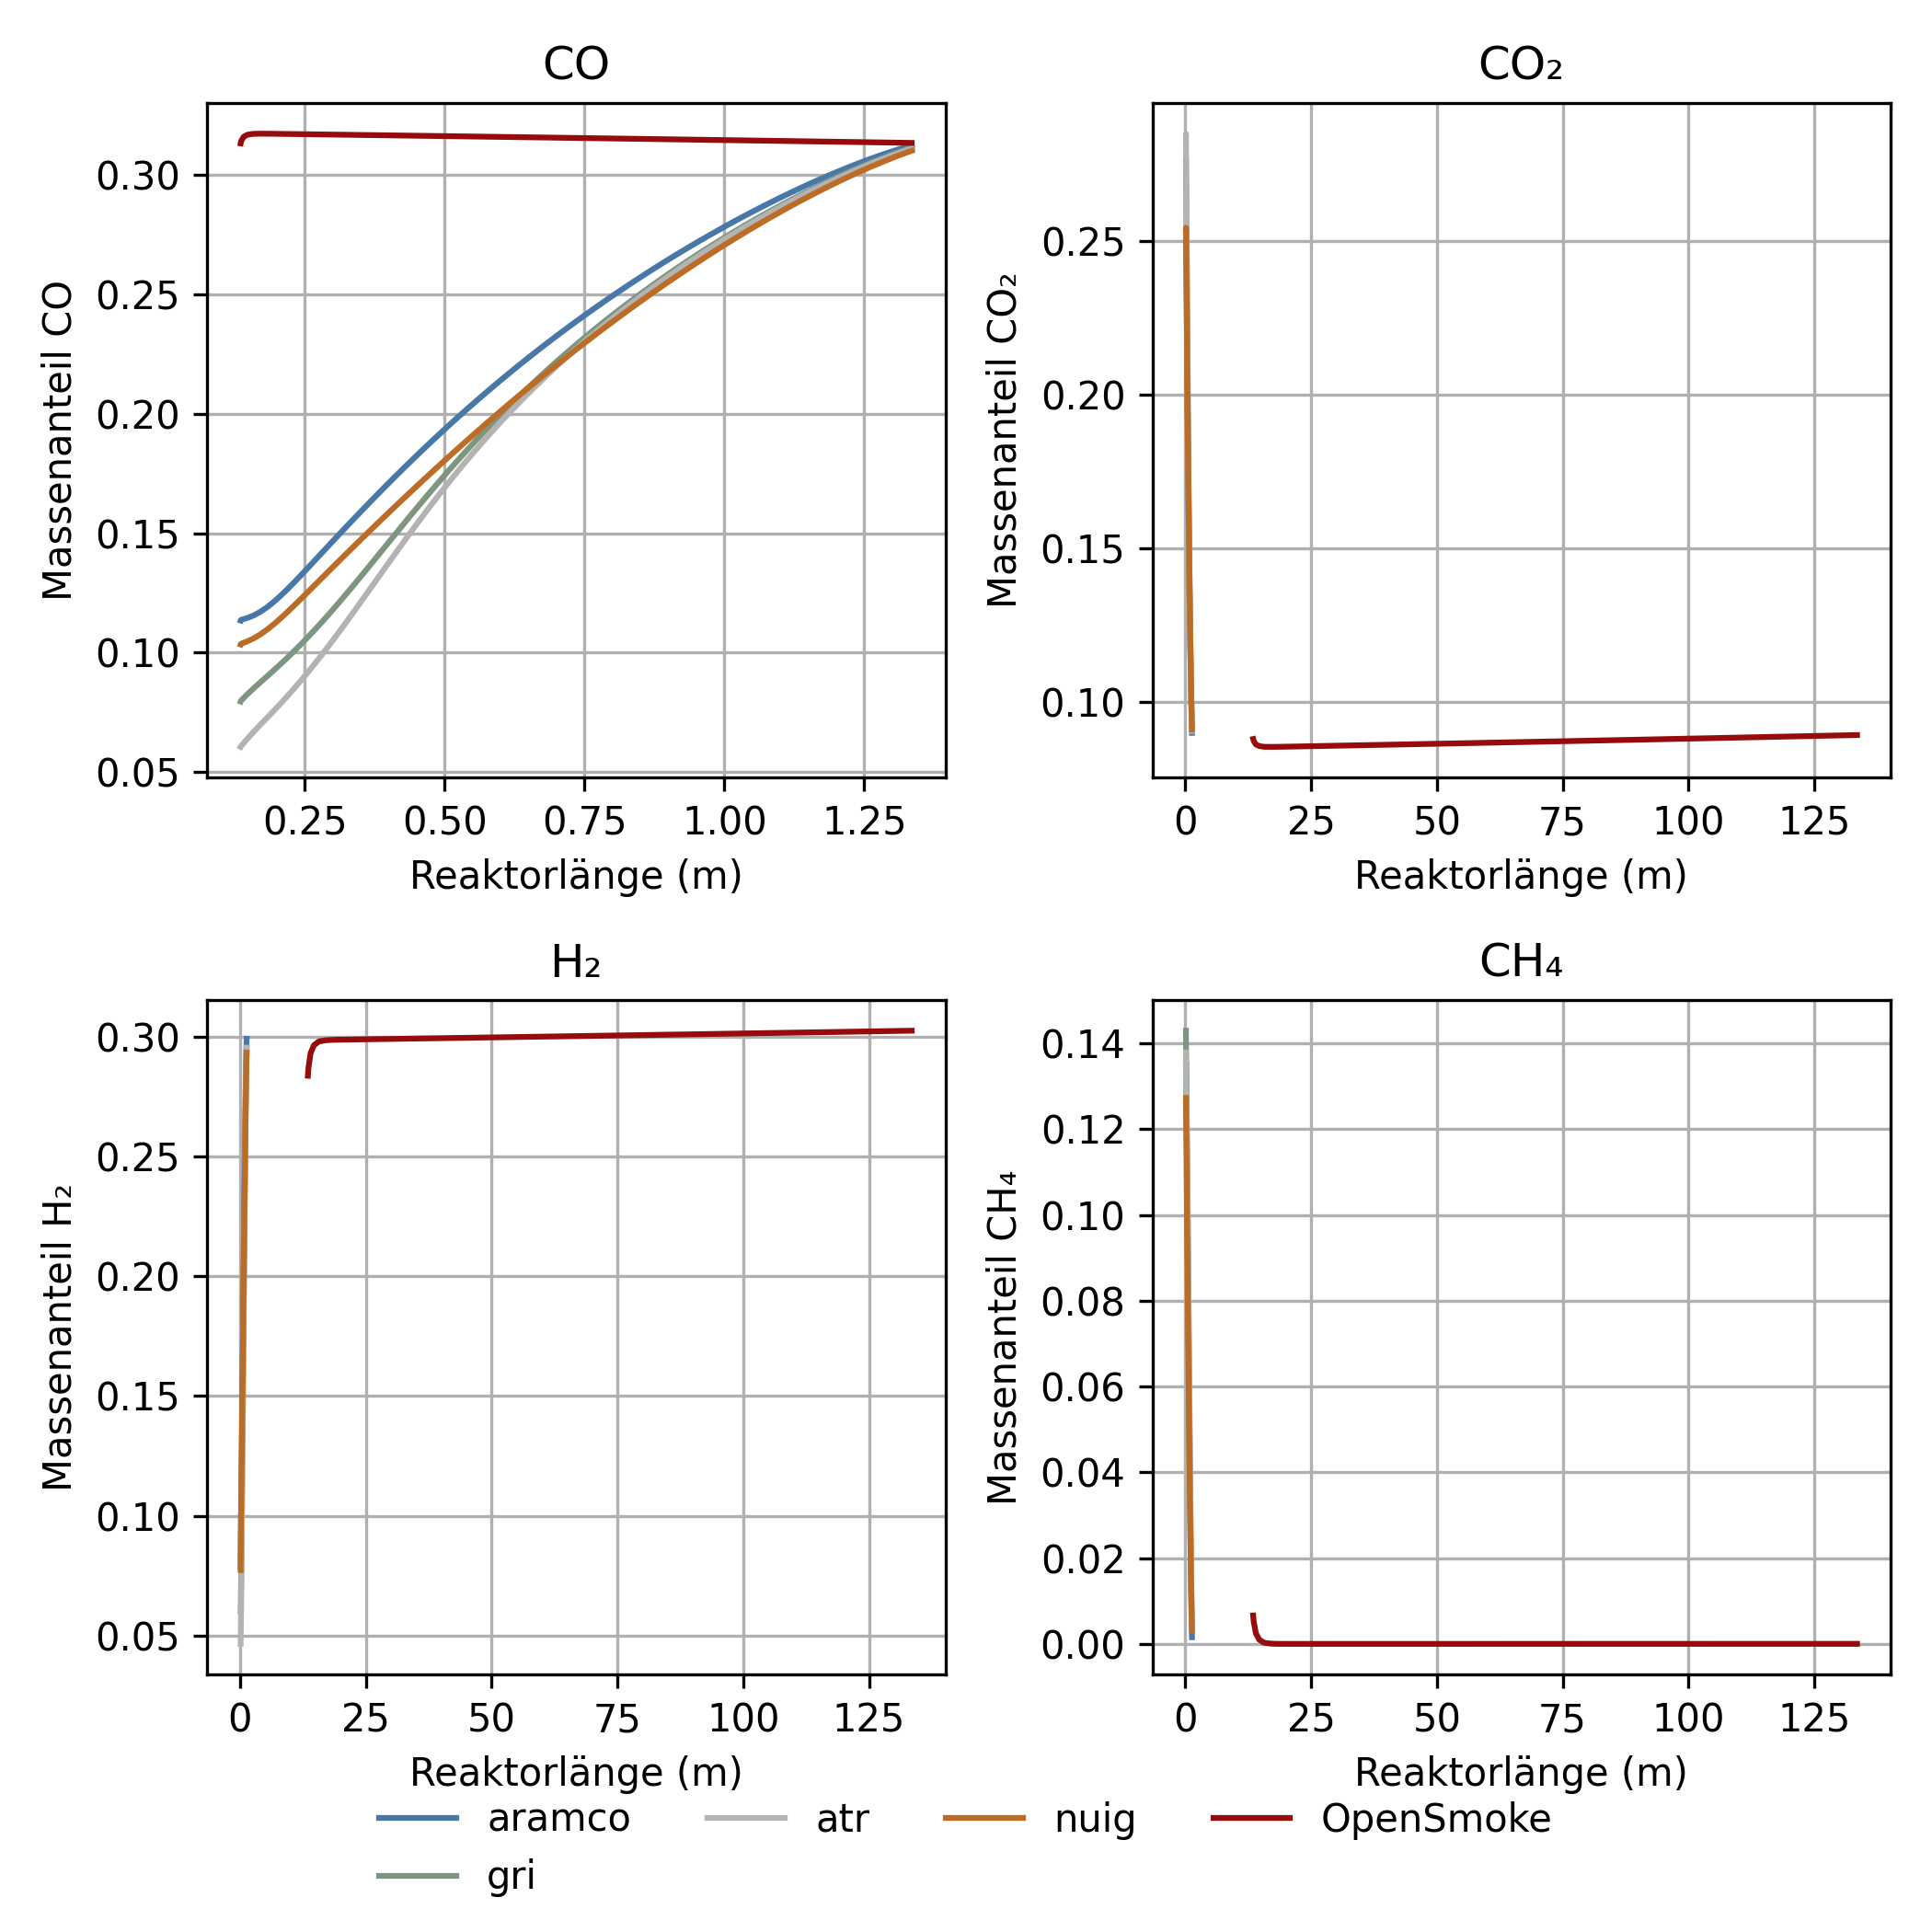 CO
CO₂
Massenanteil CO
0.30
0.25
0.20
0.15
0.10
0.05
0.25 0.50 0.75 1.00 1.25
Reaktorlänge (m)
Massenanteil CO₂
0.25
0.20
0.15
0.10
0 25 50 75 100 125
Reaktorlänge (m)
H₂
CH₄
Massenanteil H₂
0.30
0.25
0.20
0.15
0.10
0.05
0 25 50 75 100 125
Reaktorlänge (m)
Massenanteil CH₄
0.14
0.12
0.10
0.08
0.06
0.04
0.02
0.00
0 25 50 75 100 125
Reaktorlänge (m)
aramco atr nuig OpenSmoke
gri